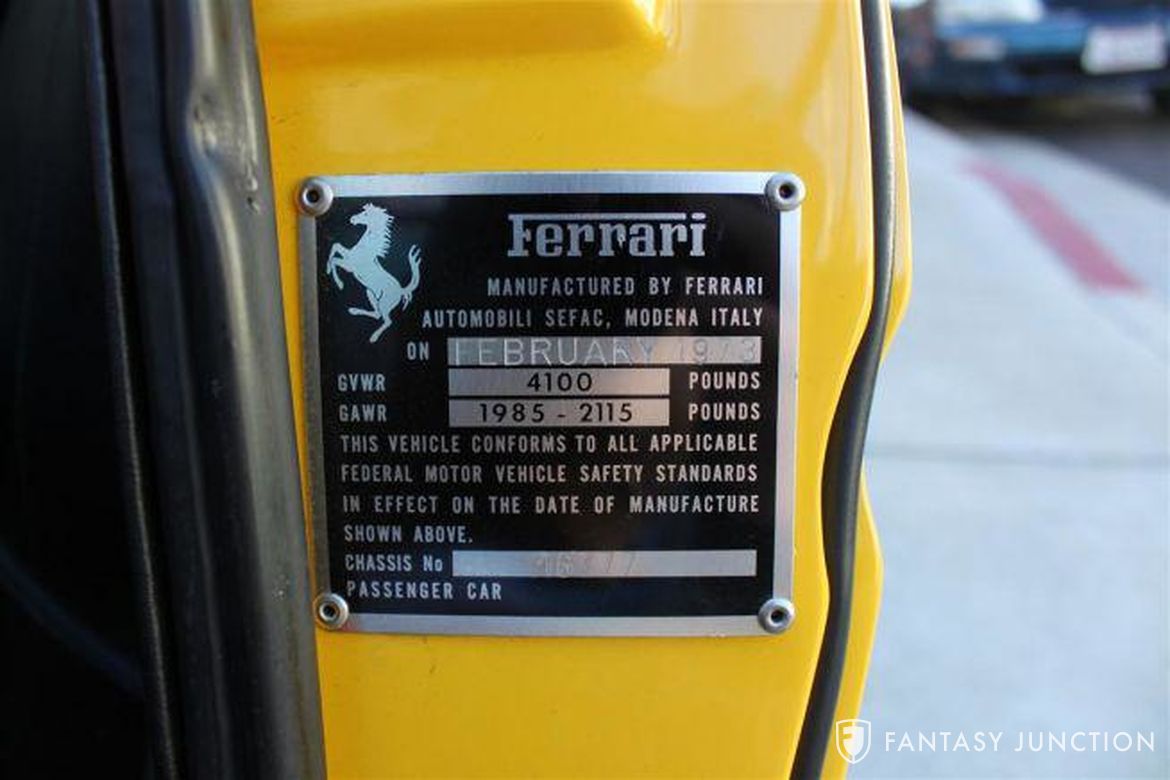 Ferrari
MANUFACTURED BY FERRARI
AUTOMOBILI SEFAC, MODENA ITALY
ON FEBRUARY 1973
GVWR 4100 POUNDS
GAWR 1985 - 2115 POUNDS
THIS VEHICLE CONFORMS TO ALL APPLICABLE
FEDERAL MOTOR VEHICLE SAFETY STANDARDS
IN EFFECT ON THE DATE OF MANUFACTURE
SHOWN ABOVE.
CHASSIS No
PASSENGER CAR
FANTASY JUNCTION